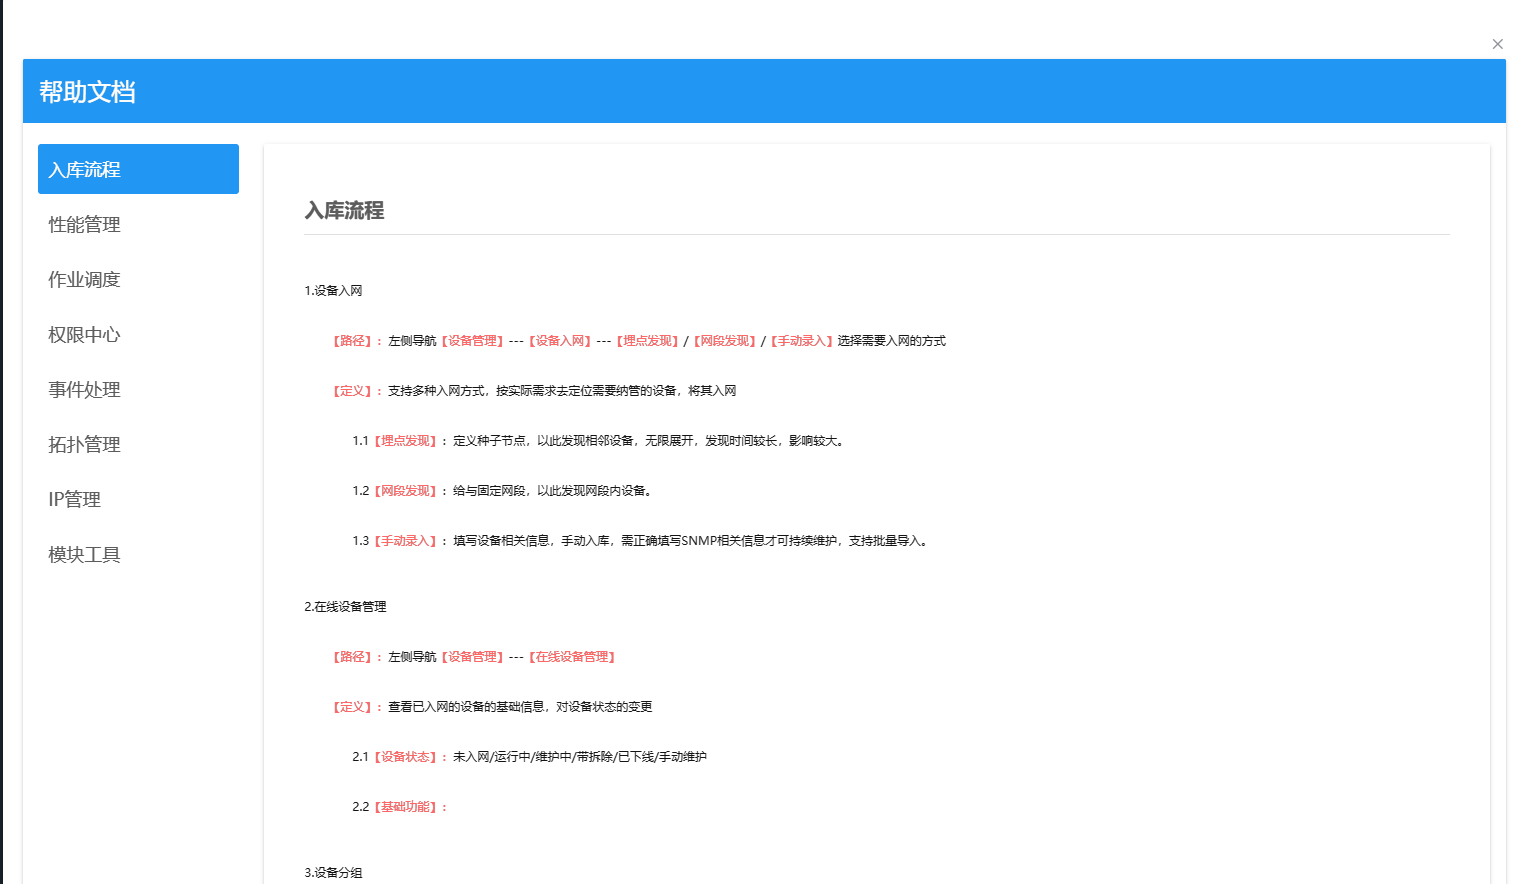 帮助文档
入库流程
性能管理
作业调度
权限中心
事件处理
拓扑管理
IP管理
模块工具
入库流程
1.设备入网
【路径】：左侧导航【设备管理】---【设备入网】---【埋点发现】/【网段发现】/【手动录入】选择需要入网的方式
【定义】：支持多种入网方式，按实际需求去定位需要纳管的设备，将其入网
1.1【埋点发现】：定义种子节点，以此发现相邻设备，无限展开，发现时间较长，影响较大。
1.2【网段发现】：给与固定网段，以此发现网段内设备。
1.3【手动录入】：填写设备相关信息，手动入库，需正确填写SNMP相关信息才可持续维护，支持批量导入。
2.在线设备管理
【路径】：左侧导航【设备管理】---【在线设备管理】
【定义】：查看已入网的设备的基础信息，对设备状态的变更
2.1【设备状态】：未入网/运行中/维护中/带拆除/已下线/手动维护
2.2【基础功能】：
3.设备分组